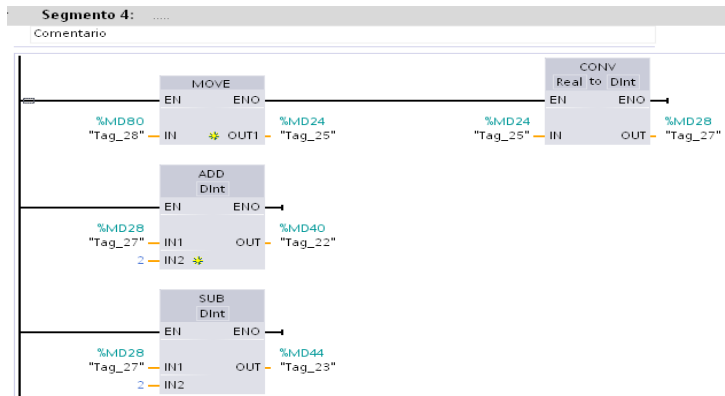 Segmento 4: .....
Comentario
MOVE
EN ENO
%MD80 %MD24
"Tag_28" IN OUT1 "Tag_25"
CONV
Real to DInt
EN ENO
%MD24 %MD28
"Tag_25" IN OUT "Tag_27"
ADD
DInt
EN ENO
%MD28 %MD40
"Tag_27" IN1 OUT "Tag_22"
2 IN2
SUB
DInt
EN ENO
%MD28 %MD44
"Tag_27" IN1 OUT "Tag_23"
2 IN2